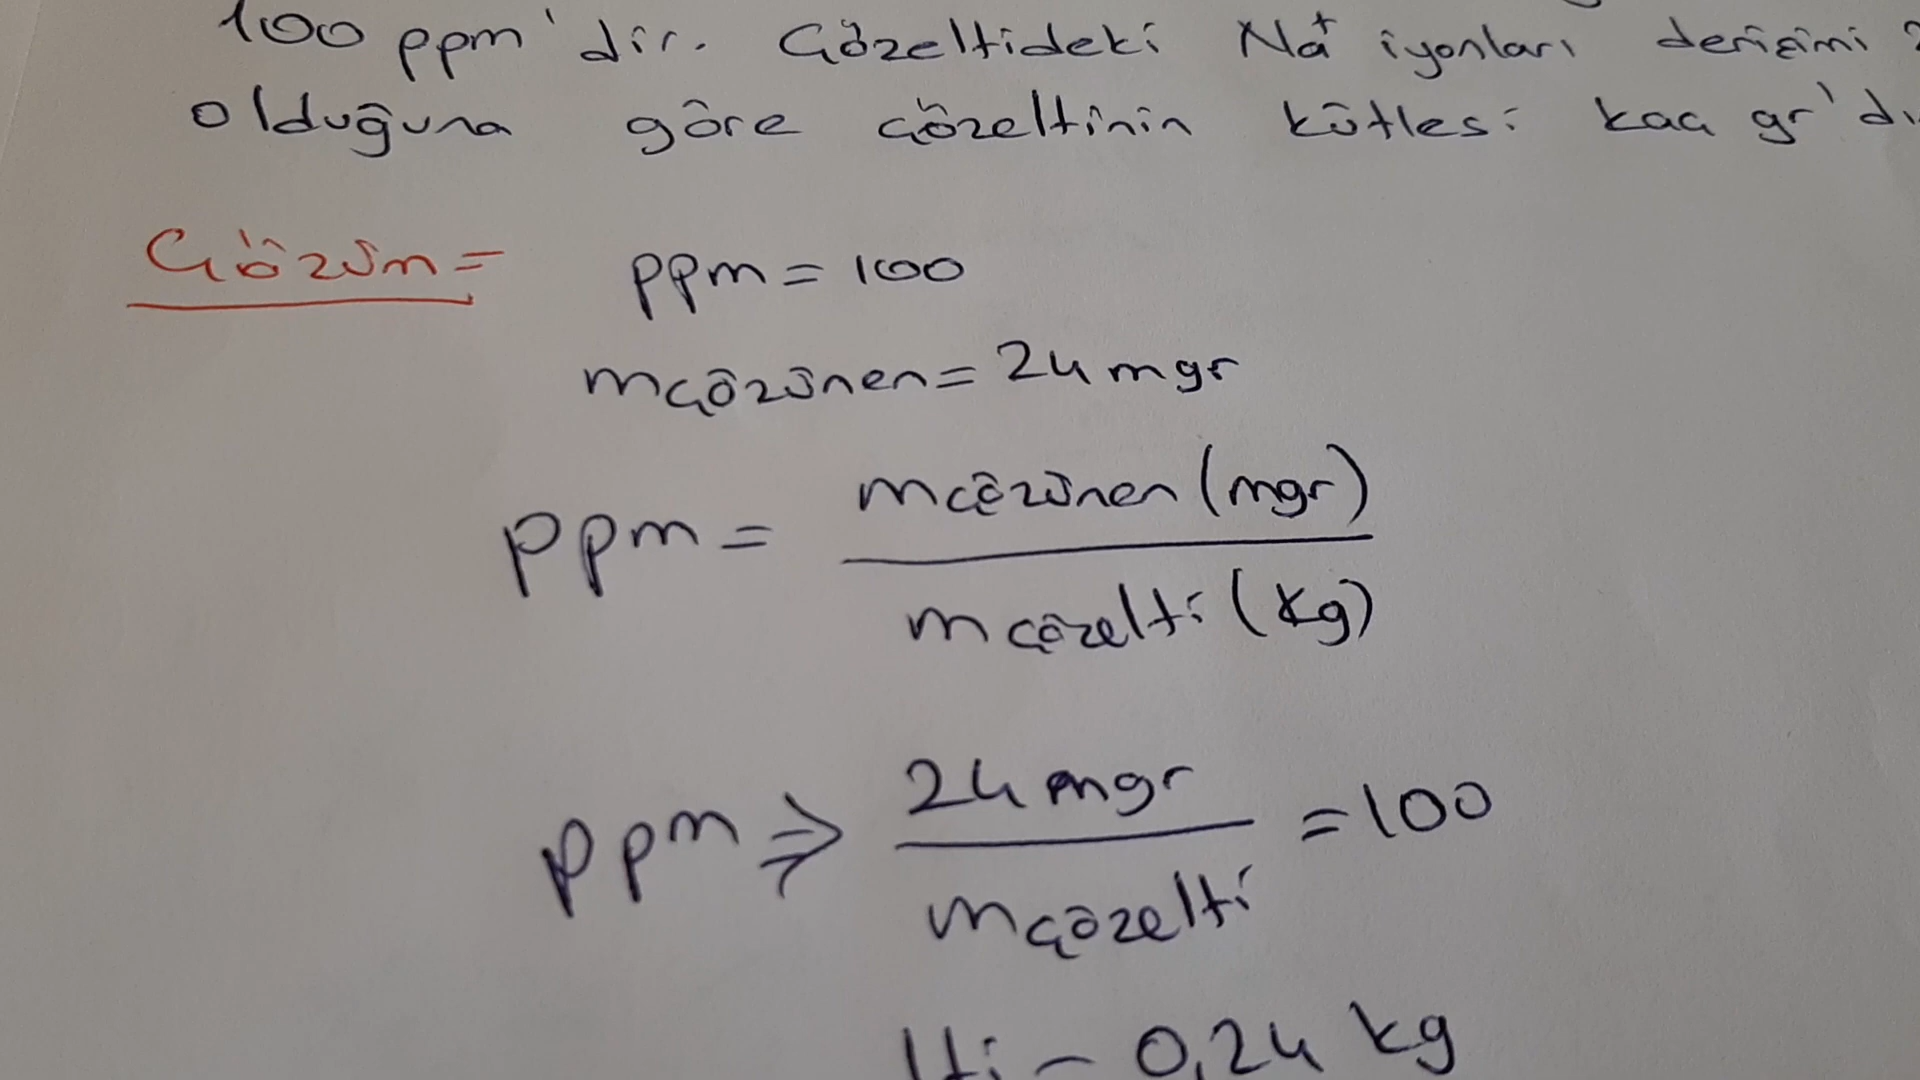 100 ppm'dir. Çözeltideki Na⁺ iyonları derişimi
olduğuna göre çözeltinin kütlesi kaç gr'dı
Çözüm=
ppm = 100
mçözünen = 24 mgr
ppm = mçözünen (mgr)
mçözelti (kg)
ppm ⇒ 24 mgr = 100
mçözelti
lti = 0,24 kg